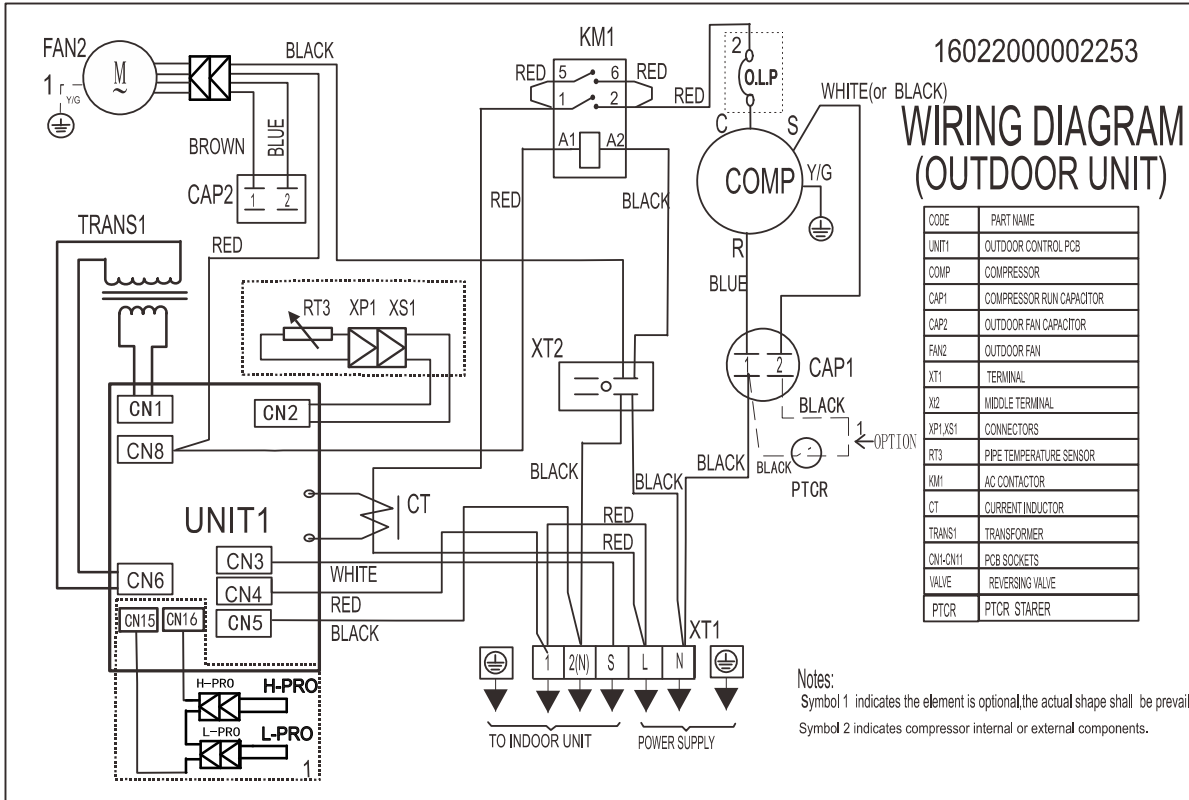 16022000002253
WIRING DIAGRAM
(OUTDOOR UNIT)
FAN2
M
1
Y/G
BLACK
BROWN
BLUE
CAP2
1 2
RED
TRANS1
KM1
RED 5 6 RED
1 2
RED
A1 A2
RED
BLACK
2
O.L.P
WHITE(or BLACK)
C S
COMP
Y/G
R
BLUE
1 2
CAP1
BLACK
1
OPTION
BLACK
PTCR
BLACK
RT3 XP1 XS1
XT2
BLACK
BLACK
CN1
CN2
CN8
UNIT1
CT
CN3
CN6
CN4
CN15 CN16
CN5
WHITE
RED
BLACK
RED
RED
XT1
1 2(N) S L N
TO INDOOR UNIT
POWER SUPPLY
H-PRO H-PRO
L-PRO L-PRO
1
CODE PART NAME
UNIT1 OUTDOOR CONTROL PCB
COMP COMPRESSOR
CAP1 COMPRESSOR RUN CAPACITOR
CAP2 OUTDOOR FAN CAPACITOR
FAN2 OUTDOOR FAN
XT1 TERMINAL
Xt2 MIDDLE TERMINAL
XP1,XS1 CONNECTORS
RT3 PIPE TEMPERATURE SENSOR
KM1 AC CONTACTOR
CT CURRENT INDUCTOR
TRANS1 TRANSFORMER
CN1-CN11 PCB SOCKETS
VALVE REVERSING VALVE
PTCR PTCR STARER
Notes:
Symbol 1 indicates the element is optional,the actual shape shall be prevail
Symbol 2 indicates compressor internal or external components.